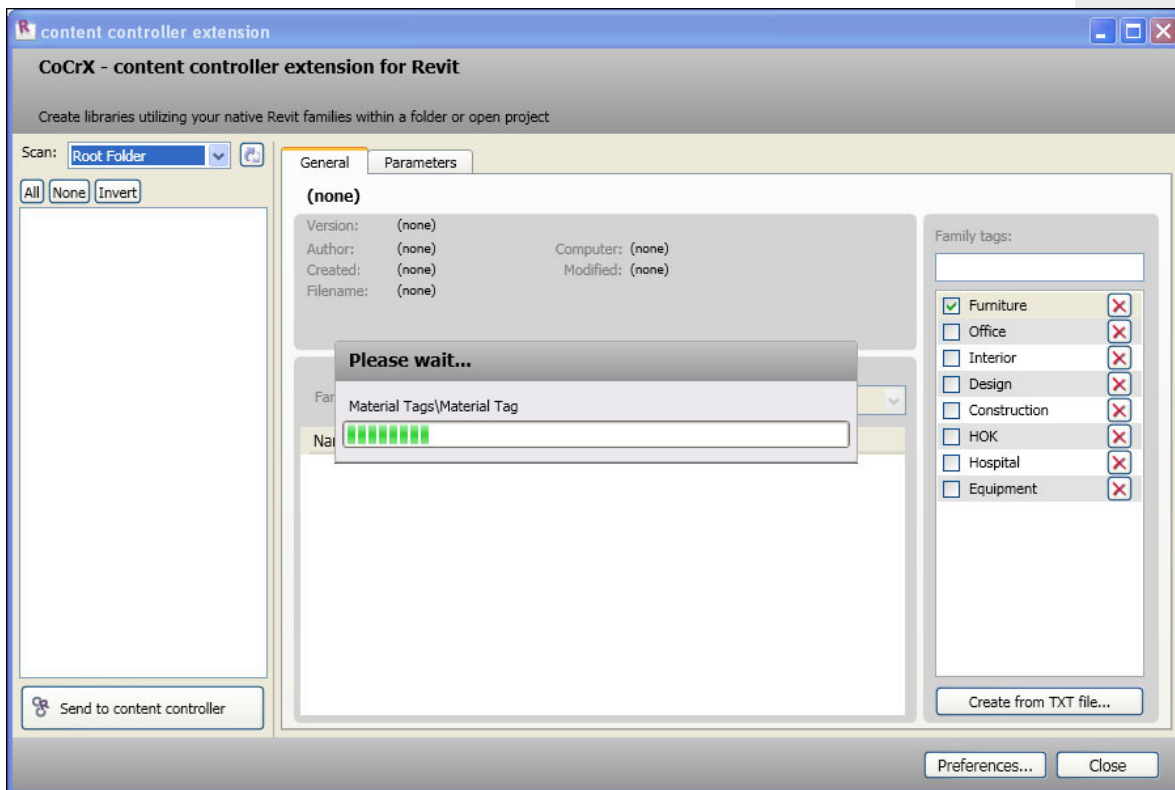 content controller extension
CoCrX - content controller extension for Revit
Create libraries utilizing your native Revit families within a folder or open project
Scan: Root Folder
All None Invert
General Parameters
(none)
Version: (none)
Author: (none) Computer: (none)
Created: (none) Modified: (none)
Filename: (none)
Please wait...
Material Tags\Material Tag
Family tags:
Furniture
Office
Interior
Design
Construction
HOK
Hospital
Equipment
Send to content controller
Create from TXT file...
Preferences... Close